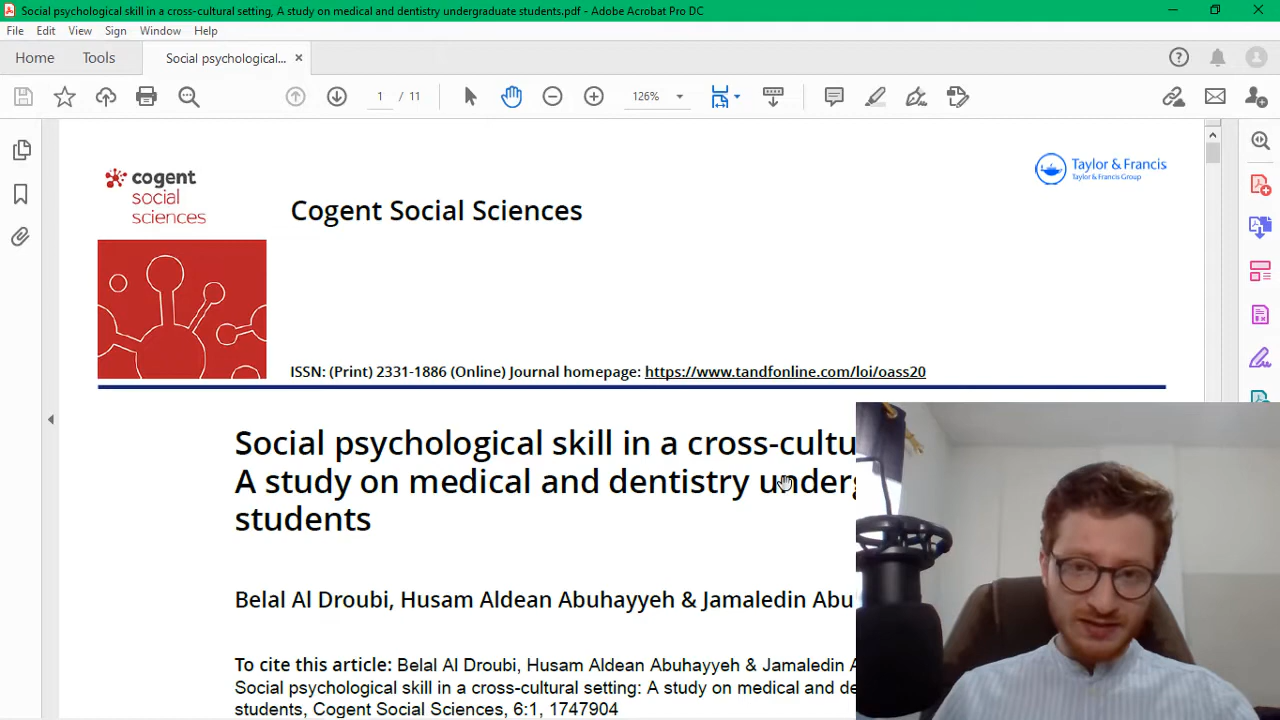 Social psychological skill in a cross-cultural setting, A study on medical and dentistry undergraduate students.pdf - Adobe Acrobat Pro DC
File Edit View Sign Window Help
Home Tools Social psychological... ×
1 / 11 126%
cogent
social
sciences
Taylor & Francis
Taylor & Francis Group
Cogent Social Sciences
ISSN: (Print) 2331-1886 (Online) Journal homepage: https://www.tandfonline.com/loi/oass20
Social psychological skill in a cross-cultu
A study on medical and dentistry underg
students
Belal Al Droubi, Husam Aldean Abuhayyeh & Jamaledin Abu
To cite this article: Belal Al Droubi, Husam Aldean Abuhayyeh & Jamaledin A
Social psychological skill in a cross-cultural setting: A study on medical and de
students, Cogent Social Sciences, 6:1, 1747904